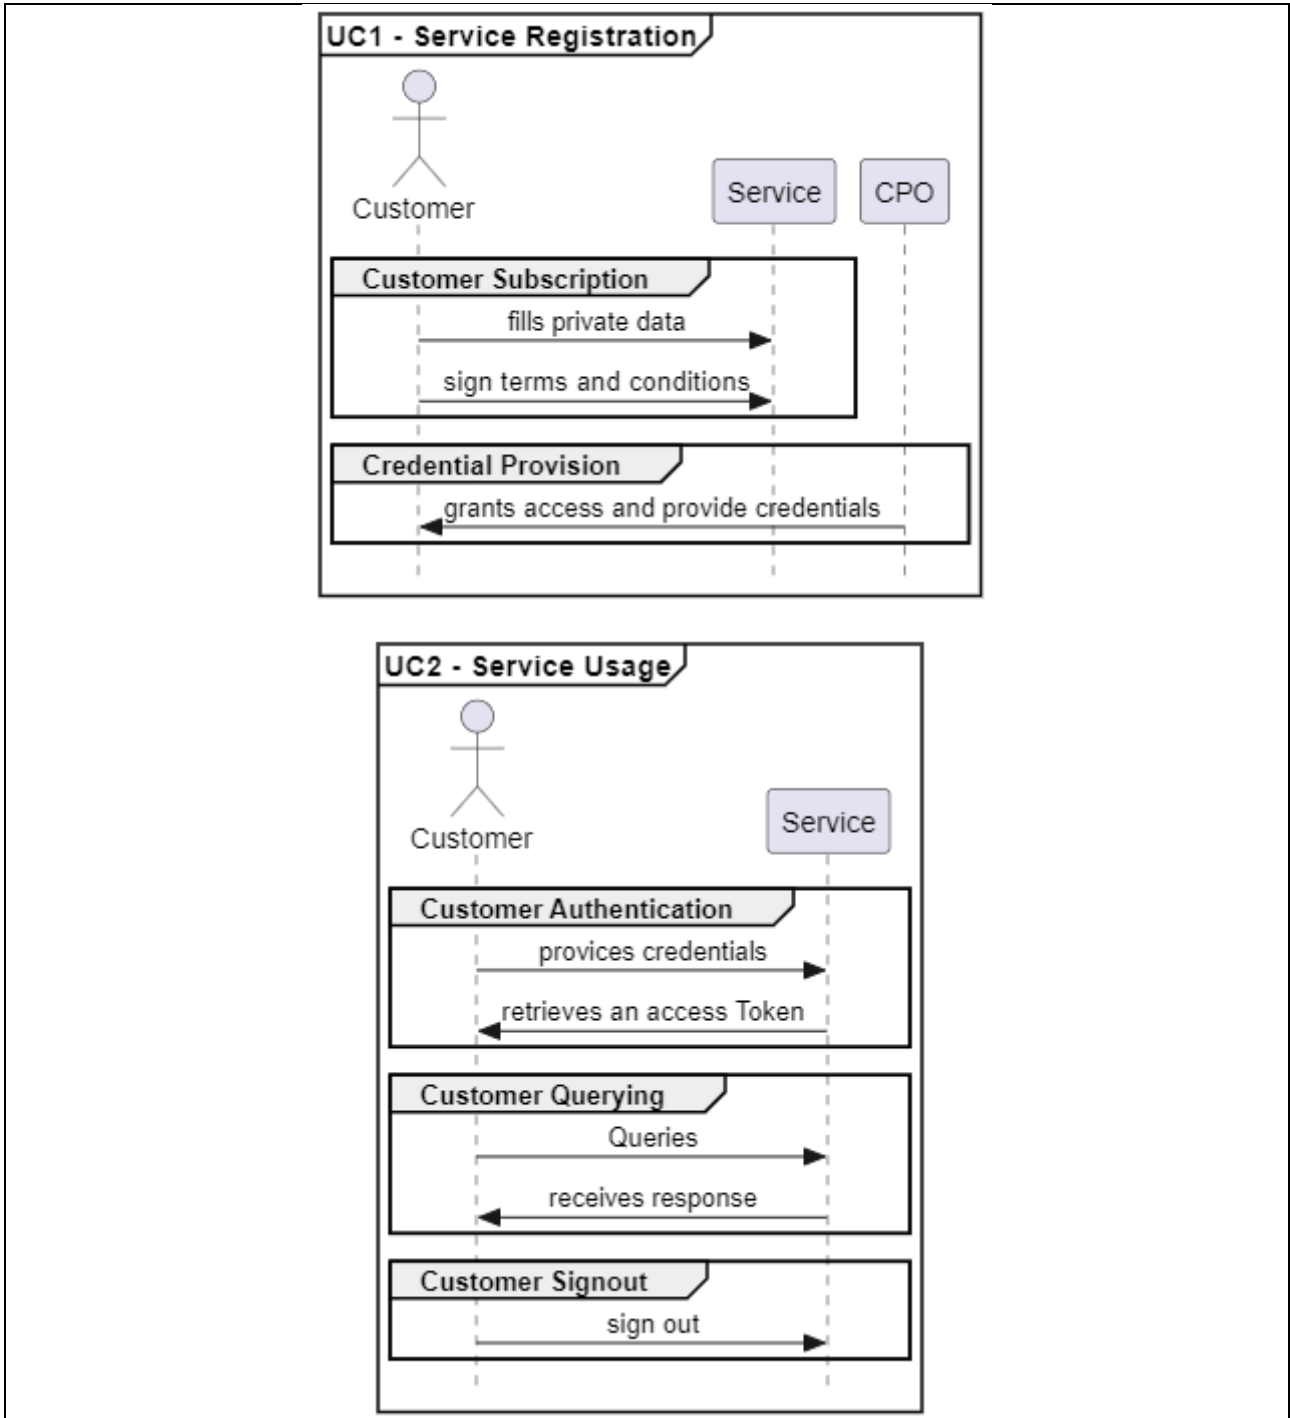 UC1 - Service Registration
Customer
Service
CPO
Customer Subscription
fills private data
sign terms and conditions
Credential Provision
grants access and provide credentials
UC2 - Service Usage
Customer
Service
Customer Authentication
provices credentials
retrieves an access Token
Customer Querying
Queries
receives response
Customer Signout
sign out